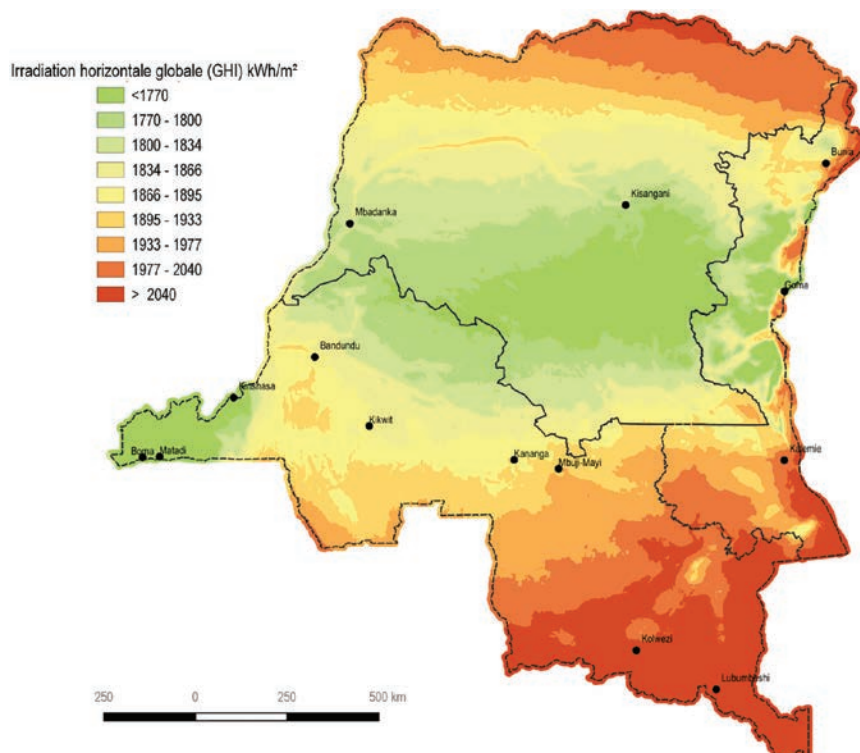 Irradiation horizontale globale (GHI) kWh/m²
<1770
1770 - 1800
1800 - 1834
1834 - 1866
1866 - 1895
1895 - 1933
1933 - 1977
1977 - 2040
> 2040
Bunia
Kisangani
Mbadanka
Goma
Bandundu
Kinshasa
Kikwit
Boma
Matadi
Kananga
Mbuji-Mayi
Kalemie
Kolwezi
Lubumbashi
250
0
250
500 km